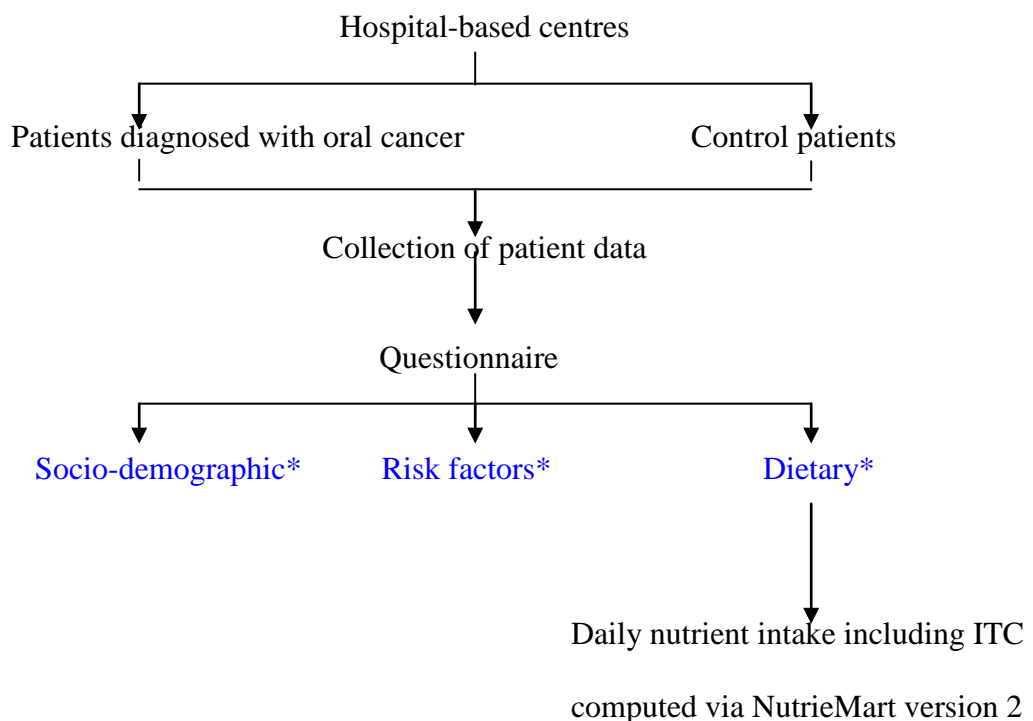 Hospital-based centres
Patients diagnosed with oral cancer
Control patients
Collection of patient data
Questionnaire
Socio-demographic*
Risk factors*
Dietary*
Daily nutrient intake including ITC
computed via NutrieMart version 2